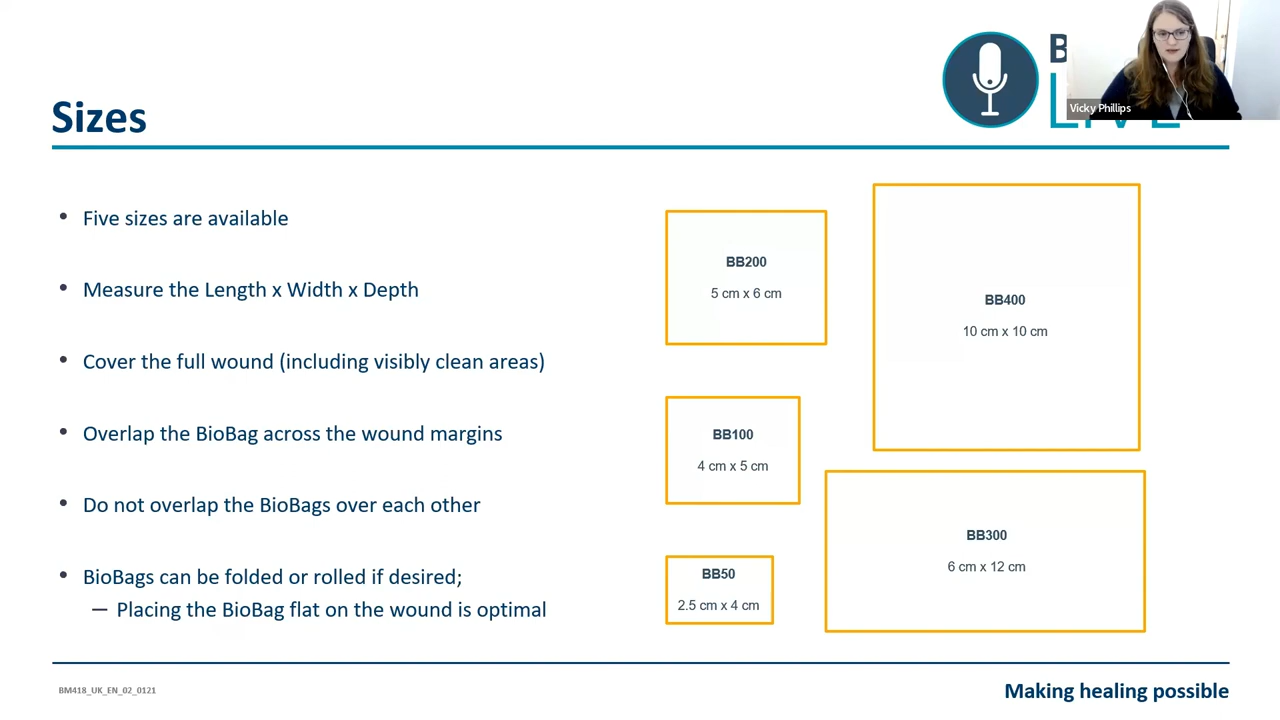 Vicky Phillips
Sizes
Five sizes are available
Measure the Length x Width x Depth
Cover the full wound (including visibly clean areas)
Overlap the BioBag across the wound margins
Do not overlap the BioBags over each other
BioBags can be folded or rolled if desired;
— Placing the BioBag flat on the wound is optimal
BB200
5 cm x 6 cm
BB400
10 cm x 10 cm
BB100
4 cm x 5 cm
BB300
6 cm x 12 cm
BB50
2.5 cm x 4 cm
BM418_UK_EN_02_0121
Making healing possible